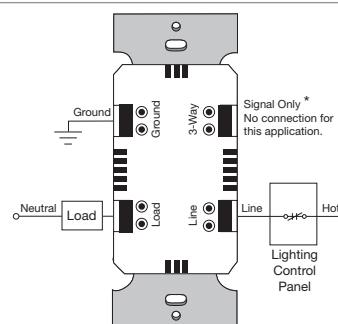 Ground
Ground
3-Way
Signal Only *
No connection for
this application.
Neutral
Load
Load
Line
Line
Hot
Lighting
Control
Panel